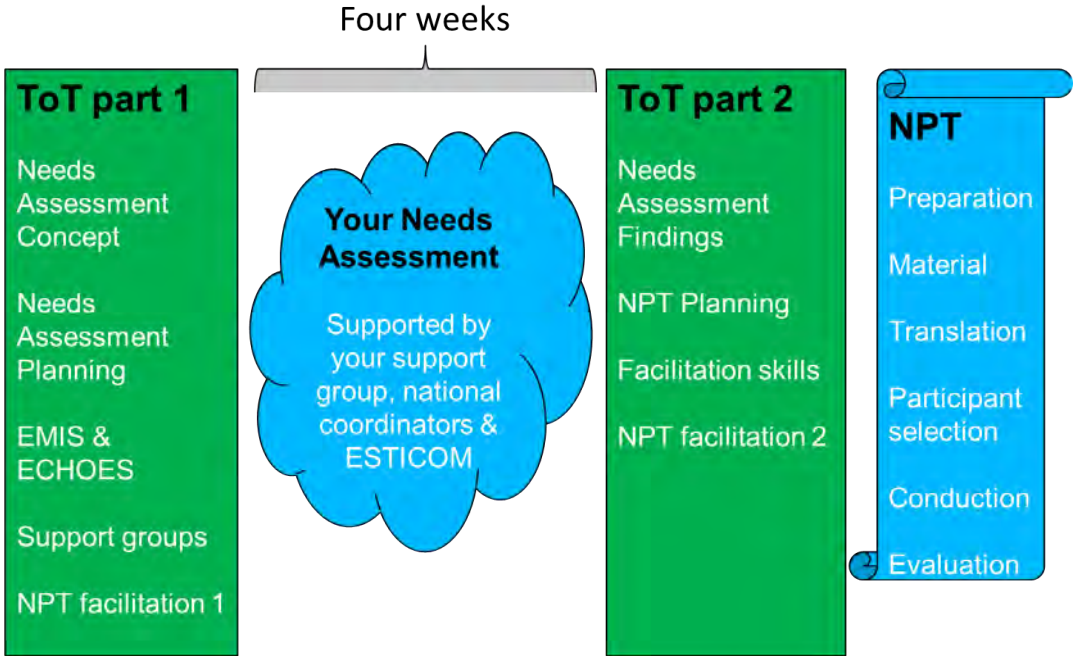 Four weeks
ToT part 1
Needs
Assessment
Concept
Needs
Assessment
Planning
EMIS &
ECHOES
Support groups
NPT facilitation 1
Your Needs
Assessment
Supported by
your support
group, national
coordinators &
ESTICOM
ToT part 2
Needs
Assessment
Findings
NPT Planning
Facilitation skills
NPT facilitation 2
NPT
Preparation
Material
Translation
Participant
selection
Conduction
Evaluation